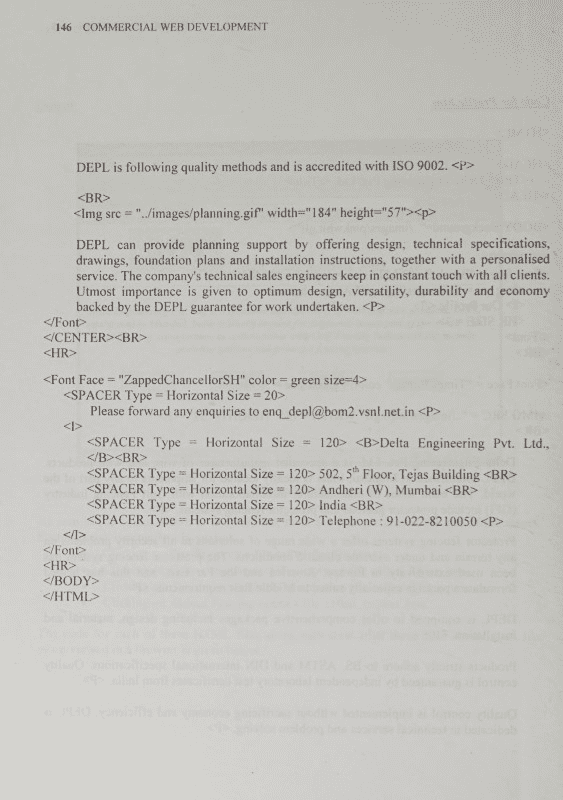 146 COMMERCIAL WEB DEVELOPMENT
DEPL is following quality methods and is accredited with ISO 9002. <P>
<BR>
<Img src = "../images/planning.gif" width="184" height="57"><p>
DEPL can provide planning support by offering design, technical specifications,
drawings, foundation plans and installation instructions, together with a personalised
service. The company's technical sales engineers keep in constant touch with all clients.
Utmost importance is given to optimum design, versatility, durability and economy
backed by the DEPL guarantee for work undertaken. <P>
</Font>
</CENTER><BR>
<HR>
<Font Face = "ZappedChancellorSH" color = green size=4>
<SPACER Type = Horizontal Size = 20>
Please forward any enquiries to enq_depl@bom2.vsnl.net.in <P>
<I>
<SPACER Type = Horizontal Size = 120> <B>Delta Engineering Pvt. Ltd.,
</B><BR>
<SPACER Type = Horizontal Size = 120> 502, 5th Floor, Tejas Building <BR>
<SPACER Type = Horizontal Size = 120> Andheri (W), Mumbai <BR>
<SPACER Type = Horizontal Size = 120> India <BR>
<SPACER Type = Horizontal Size = 120> Telephone : 91-022-8210050 <P>
</I>
</Font>
<HR>
</BODY>
</HTML>